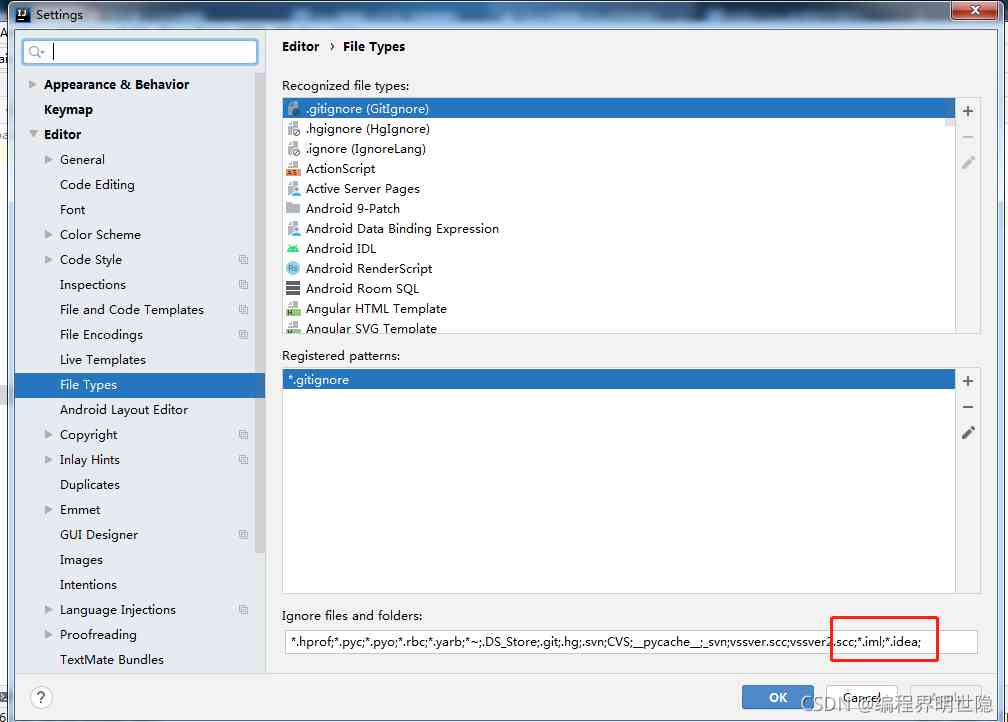 Settings
Editor › File Types
Appearance & Behavior
Keymap
Editor
General
Code Editing
Font
Color Scheme
Code Style
Inspections
File and Code Templates
File Encodings
Live Templates
File Types
Android Layout Editor
Copyright
Inlay Hints
Duplicates
Emmet
GUI Designer
Images
Intentions
Language Injections
Proofreading
TextMate Bundles
Recognized file types:
.gitignore (GitIgnore)
.hgignore (HgIgnore)
.ignore (IgnoreLang)
ActionScript
Active Server Pages
Android 9-Patch
Android Data Binding Expression
Android IDL
Android RenderScript
Android Room SQL
Angular HTML Template
Angular SVG Template
Registered patterns:
*.gitignore
Ignore files and folders:
*.hprof;*.pyc;*.pyo;*.rbc;*.yarb;*~;.DS_Store;.git;.hg;.svn;CVS;__pycache__;_svn;vssver.scc;vssver2.scc;*.iml;*.idea;
?
OK
Cancel
CSDN @编程界明世隐